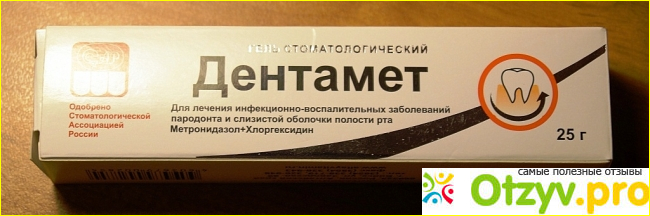 ГЕЛЬ СТОМАТОЛОГИЧЕСКИЙ
Дентамет
Для лечения инфекционно-воспалительных заболеваний
пародонта и слизистой оболочки полости рта
Метронидазол+Хлоргексидин
Одобрено
Стоматологической
Ассоциацией
России
25 г
самые полезные отзывы
Otzyv.pro